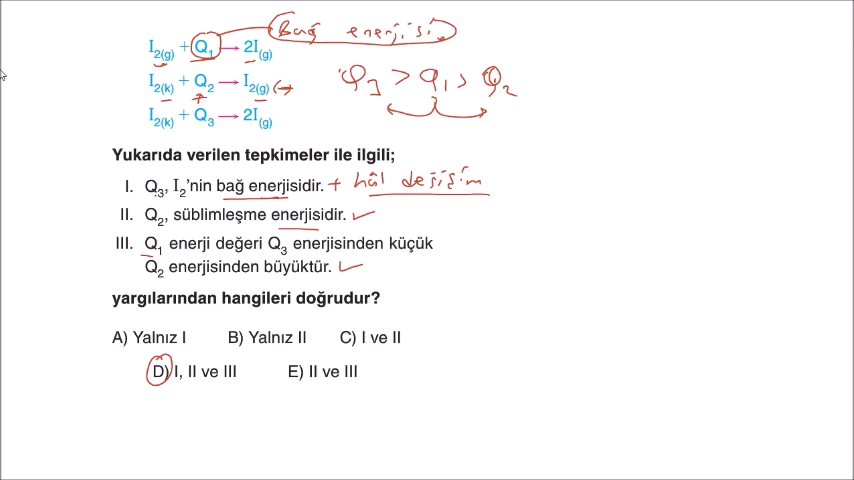 Bağ enerjisi
I2(g) + Q1 → 2I(g)
I2(k) + Q2 → I2(g)
I2(k) + Q3 → 2I(g)
Q3 > Q1 > Q2
Yukarıda verilen tepkimeler ile ilgili;
I. Q3, I2'nin bağ enerjisidir. + hâl değişim
II. Q2, süblimleşme enerjisidir. ✓
III. Q1 enerji değeri Q3 enerjisinden küçük
Q2 enerjisinden büyüktür. ✓
yargılarından hangileri doğrudur?
A) Yalnız I B) Yalnız II C) I ve II
D) I, II ve III E) II ve III